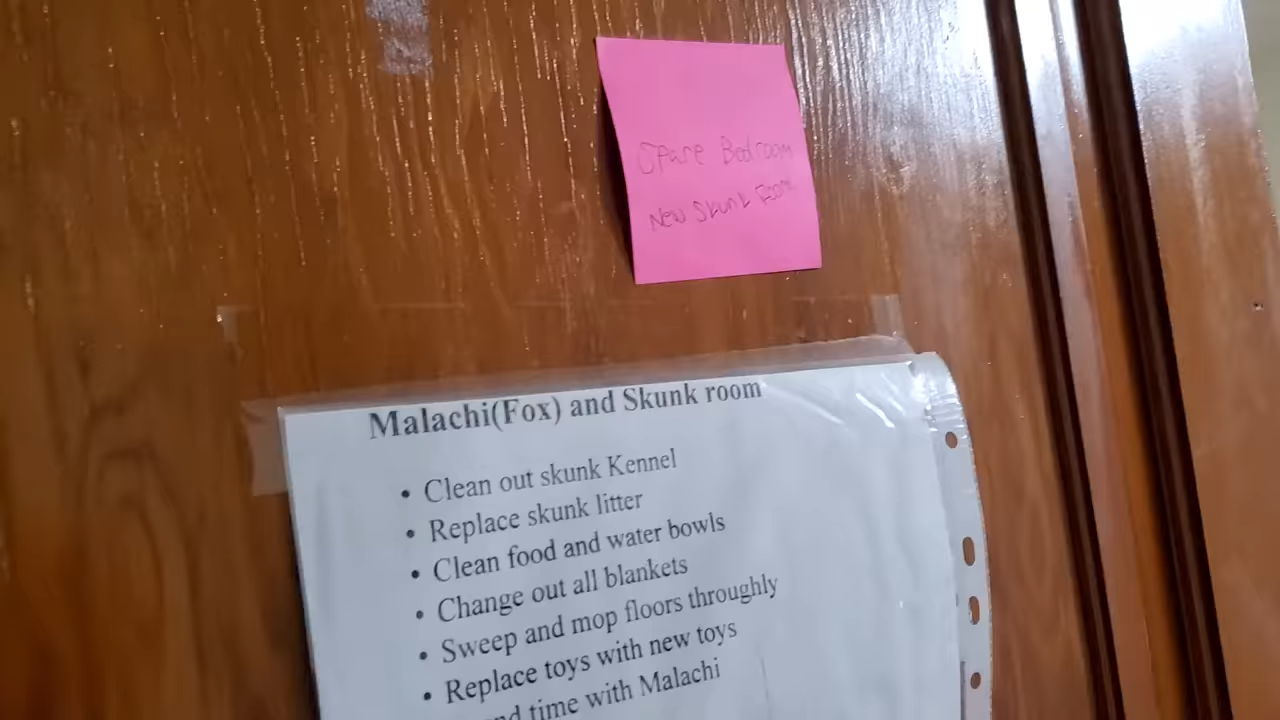 Spare Bedroom
New Skunk Room
Malachi(Fox) and Skunk room
• Clean out skunk Kennel
• Replace skunk litter
• Clean food and water bowls
• Change out all blankets
• Sweep and mop floors throughly
• Replace toys with new toys
time with Malachi